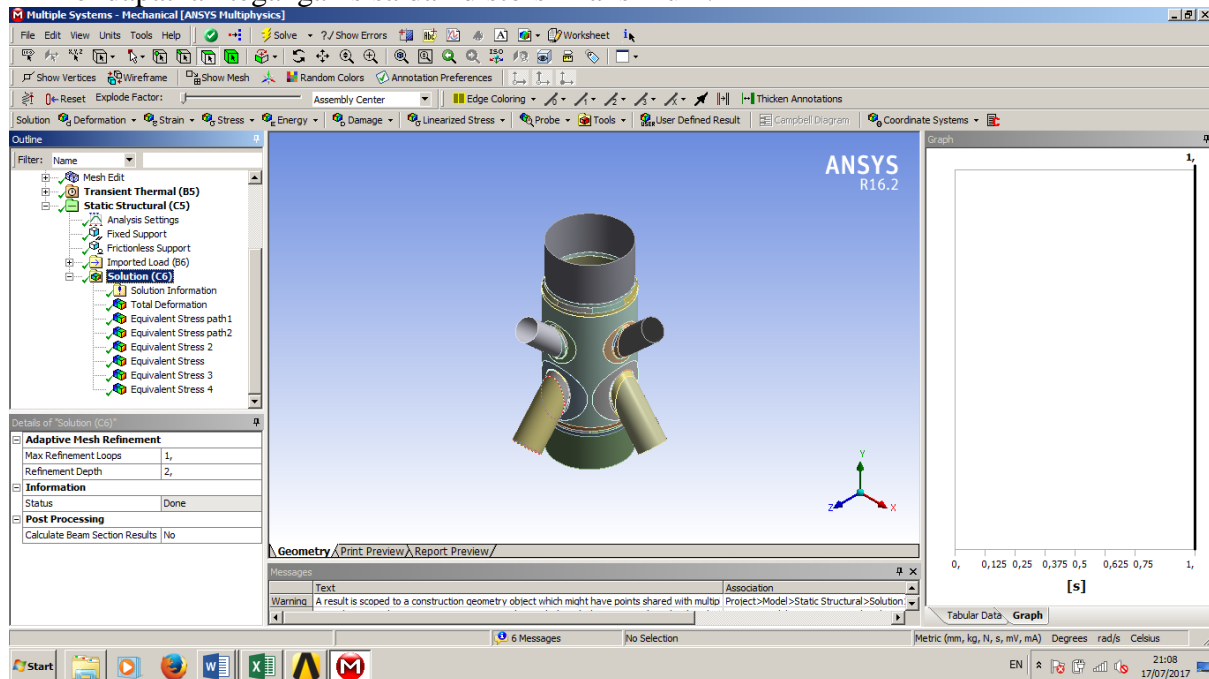 Multiple Systems - Mechanical [ANSYS Multiphysics]
File Edit View Units Tools Help Solve ?/Show Errors Worksheet
Show Vertices Wireframe Show Mesh Random Colors Annotation Preferences
Reset Explode Factor: Assembly Center Edge Coloring Thicken Annotations
Solution Deformation Strain Stress Energy Damage Linearized Stress Probe Tools User Defined Result Campbell Diagram Coordinate Systems
Outline
Filter: Name
Mesh Edit
Transient Thermal (B5)
Static Structural (C5)
Analysis Settings
Fixed Support
Frictionless Support
Imported Load (B6)
Solution (C6)
Solution Information
Total Deformation
Equivalent Stress path1
Equivalent Stress path2
Equivalent Stress 2
Equivalent Stress
Equivalent Stress 3
Equivalent Stress 4
Details of "Solution (C6)"
Adaptive Mesh Refinement
Max Refinement Loops 1,
Refinement Depth 2,
Information
Status Done
Post Processing
Calculate Beam Section Results No
ANSYS
R16.2
Y
Z X
Geometry Print Preview Report Preview
Messages
Text Association
Warning A result is scoped to a construction geometry object which might have points shared with multip Project>Model>Static Structural>Solution
Graph
1,
0, 0,125 0,25 0,375 0,5 0,625 0,75 1,
[s]
Tabular Data Graph
6 Messages No Selection Metric (mm, kg, N, s, mV, mA) Degrees rad/s Celsius
Start EN 21:08
17/07/2017